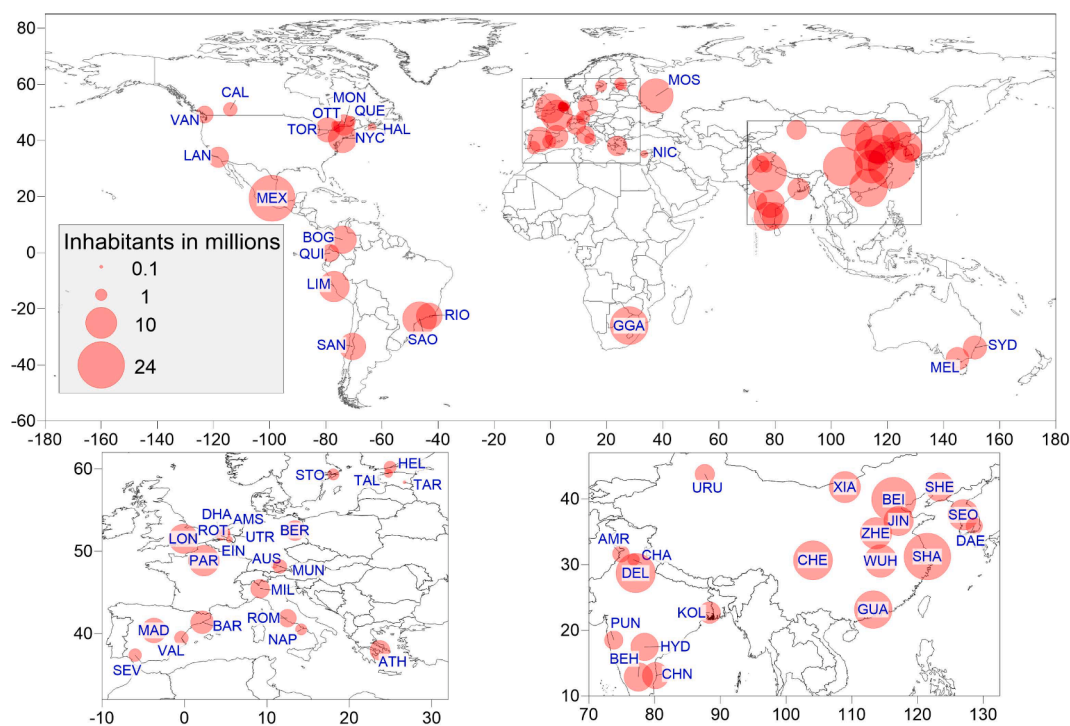 80
60
40
20
0
-20
-40
-60
-180 -160 -140 -120 -100 -80 -60 -40 -20 0 20 40 60 80 100 120 140 160 180
CAL
VAN
MON
OTT QUE
TOR HAL
NYC
LAN
MEX
BOG
QUI
LIM
RIO
SAO
SAN
MOS
NIC
GGA
SYD
MEL
Inhabitants in millions
0.1
1
10
24
60
50
40
-10 0 10 20 30
HEL
STO TAL
TAR
DHA AMS
ROT BER
LON UTR
EIN
PAR AUS
MUN
MIL
MAD BAR ROM
VAL NAP
SEV ATH
40
30
20
10
70 80 90 100 110 120 130
URU XIA SHE
BEI
JIN SEO
ZHE DAE
AMR CHA
DEL CHE WUH SHA
KOL GUA
PUN
HYD
BEH
CHN